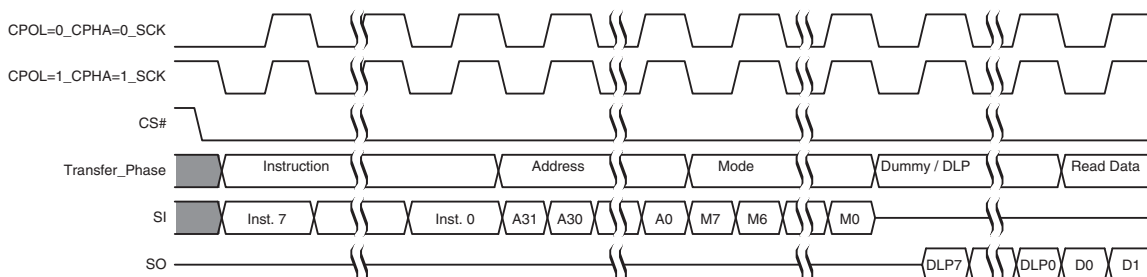 CPOL=0_CPHA=0_SCK
CPOL=1_CPHA=1_SCK
CS#
Transfer_Phase Instruction Address Mode Dummy / DLP Read Data
SI Inst. 7 Inst. 0 A31 A30 A0 M7 M6 M0
SO DLP7 DLP0 D0 D1